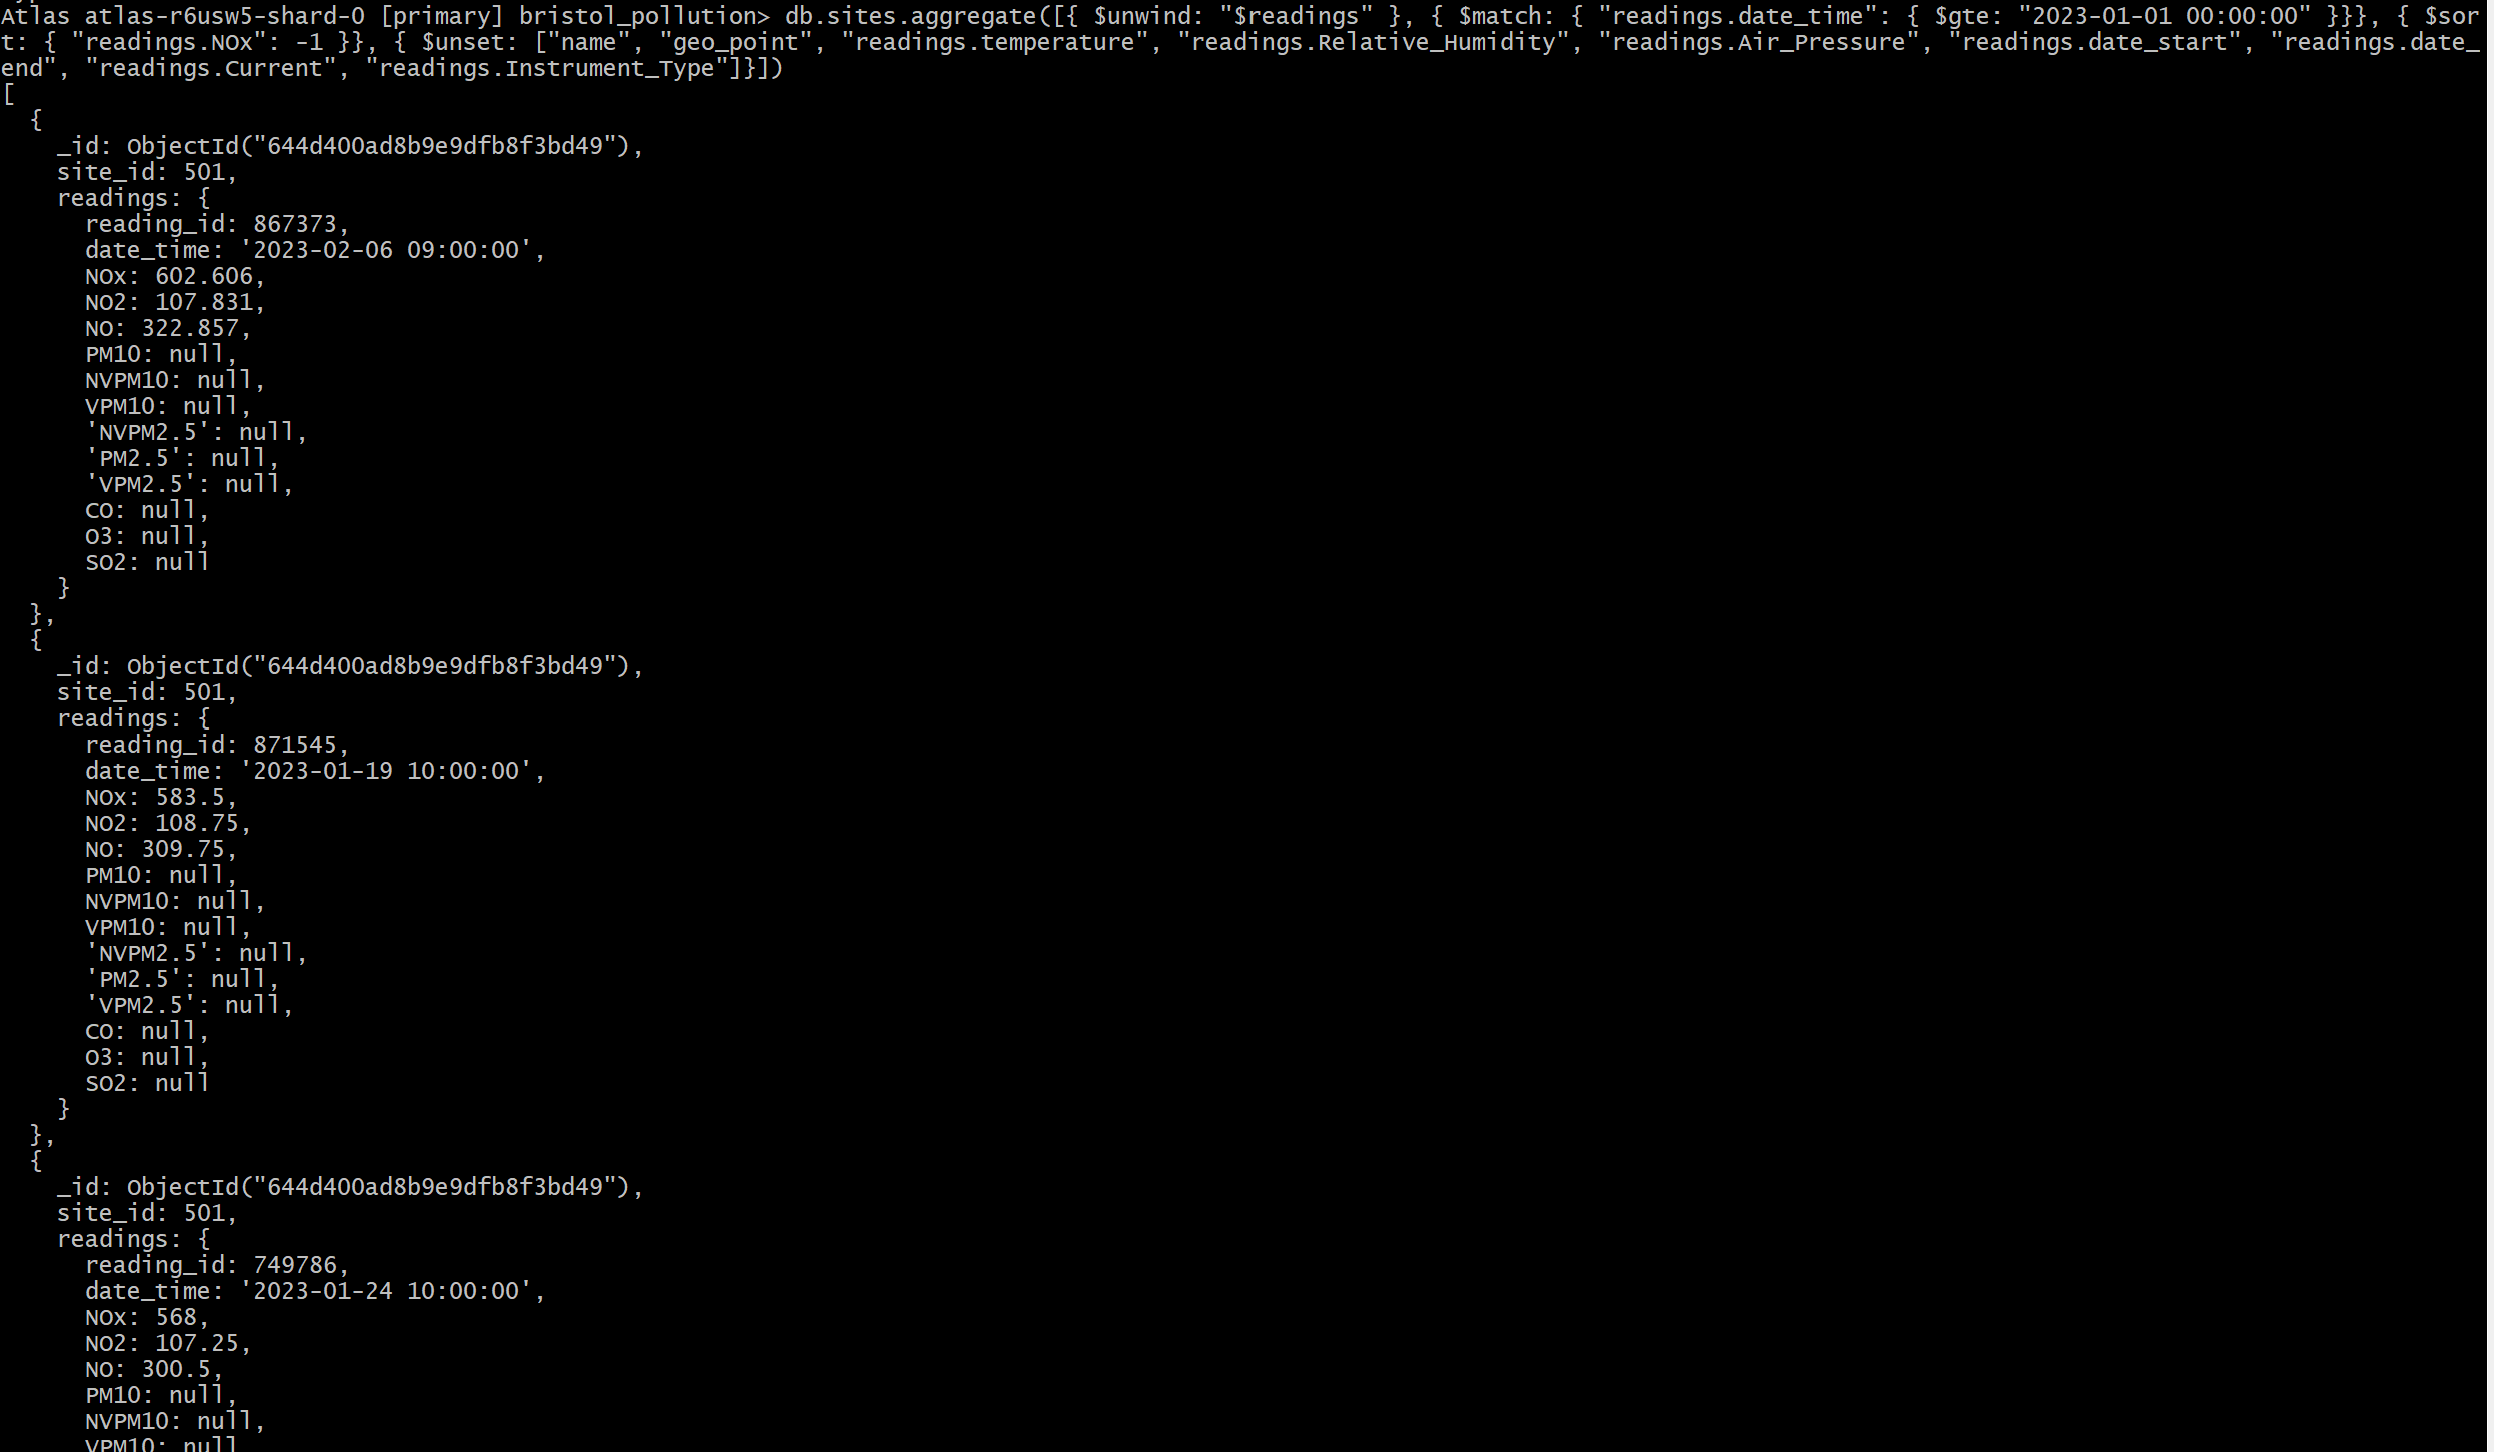 Atlas atlas-r6usw5-shard-0 [primary] bristol_pollution> db.sites.aggregate([{ $unwind: "$readings" }, { $match: { "readings.date_time": { $gte: "2023-01-01 00:00:00" }}}, { $sor
t: { "readings.NOx": -1 }}, { $unset: ["name", "geo_point", "readings.temperature", "readings.Relative_Humidity", "readings.Air_Pressure", "readings.date_start", "readings.date_
end", "readings.Current", "readings.Instrument_Type"]}])
[
  {
    _id: ObjectId("644d400ad8b9e9dfb8f3bd49"),
    site_id: 501,
    readings: {
      reading_id: 867373,
      date_time: '2023-02-06 09:00:00',
      NOx: 602.606,
      NO2: 107.831,
      NO: 322.857,
      PM10: null,
      NVPM10: null,
      VPM10: null,
      'NVPM2.5': null,
      'PM2.5': null,
      'VPM2.5': null,
      CO: null,
      O3: null,
      SO2: null
    }
  },
  {
    _id: ObjectId("644d400ad8b9e9dfb8f3bd49"),
    site_id: 501,
    readings: {
      reading_id: 871545,
      date_time: '2023-01-19 10:00:00',
      NOx: 583.5,
      NO2: 108.75,
      NO: 309.75,
      PM10: null,
      NVPM10: null,
      VPM10: null,
      'NVPM2.5': null,
      'PM2.5': null,
      'VPM2.5': null,
      CO: null,
      O3: null,
      SO2: null
    }
  },
  {
    _id: ObjectId("644d400ad8b9e9dfb8f3bd49"),
    site_id: 501,
    readings: {
      reading_id: 749786,
      date_time: '2023-01-24 10:00:00',
      NOx: 568,
      NO2: 107.25,
      NO: 300.5,
      PM10: null,
      NVPM10: null,
      VPM10: null